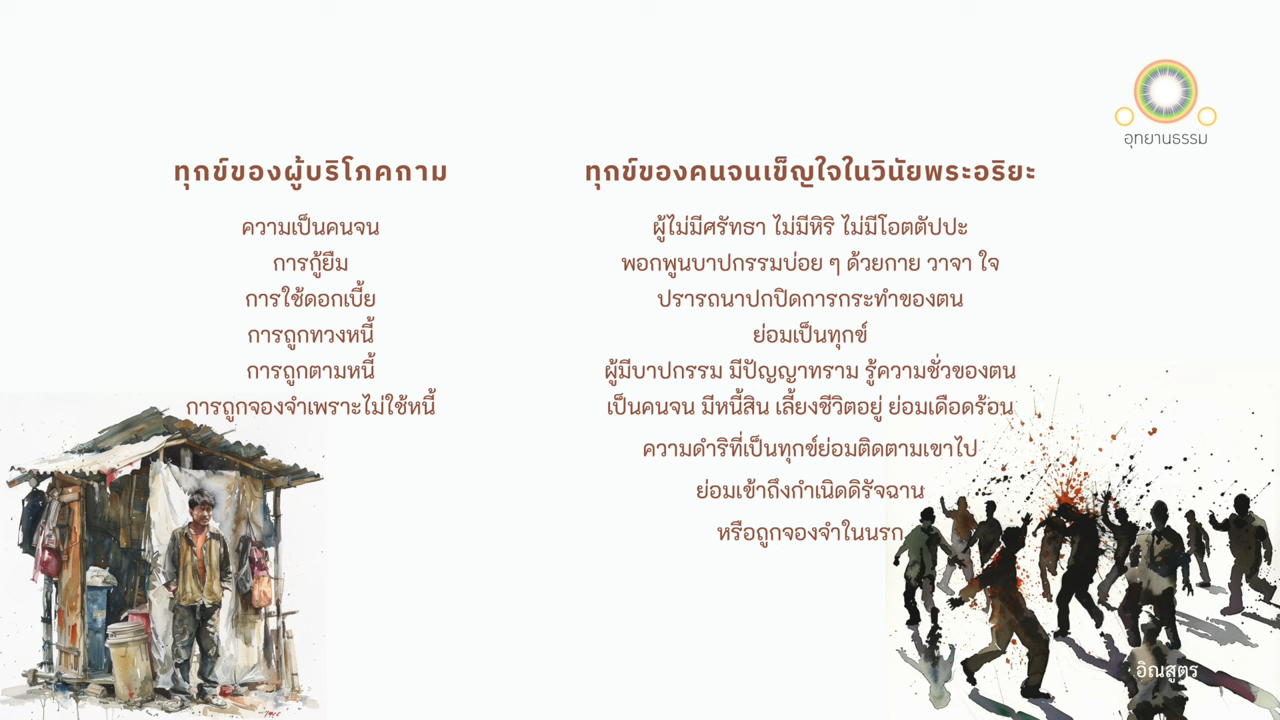 อุทยานธรรม
ทุกข์ของผู้บริโภคกาม
ความเป็นคนจน
การกู้ยืม
การใช้ดอกเบี้ย
การถูกทวงหนี้
การถูกตามหนี้
การถูกจองจำเพราะไม่ใช้หนี้
ทุกข์ของคนจนเข็ญใจในวินัยพระอริยะ
ผู้ไม่มีศรัทธา ไม่มีหิริ ไม่มีโอตตัปปะ
พอกพูนบาปกรรมบ่อย ๆ ด้วยกาย วาจา ใจ
ปรารถนาปกปิดการกระทำของตน
ย่อมเป็นทุกข์
ผู้มีบาปกรรม มีปัญญาทราม รู้ความชั่วของตน
เป็นคนจน มีหนี้สิน เลี้ยงชีวิตอยู่ ย่อมเดือดร้อน
ความดำริที่เป็นทุกข์ย่อมติดตามเขาไป
ย่อมเข้าถึงกำเนิดดิรัจฉาน
หรือถูกจองจำในนรก
อิณสูตร